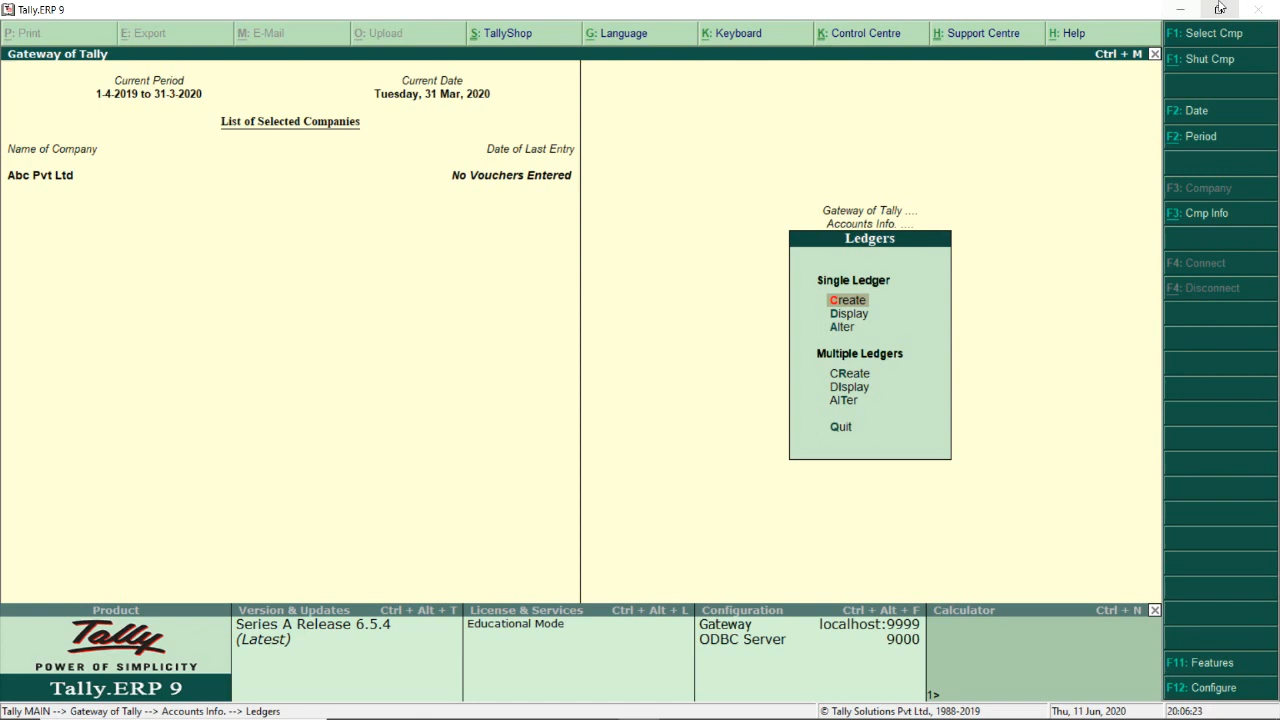 Tally.ERP 9
P: Print
E: Export
M: E-Mail
O: Upload
S: TallyShop
G: Language
K: Keyboard
K: Control Centre
H: Support Centre
H: Help
Gateway of Tally
Ctrl + M
Current Period
1-4-2019 to 31-3-2020
Current Date
Tuesday, 31 Mar, 2020
List of Selected Companies
Name of Company
Date of Last Entry
Abc Pvt Ltd
No Vouchers Entered
Gateway of Tally ....
Accounts Info. ....
Ledgers
Single Ledger
Create
Display
Alter
Multiple Ledgers
CReate
DIsplay
AlTer
Quit
F1: Select Cmp
F1: Shut Cmp
F2: Date
F2: Period
F3: Company
F3: Cmp Info
F4: Connect
F4: Disconnect
F11: Features
F12: Configure
Product
Tally
POWER OF SIMPLICITY
Tally.ERP 9
Version & Updates Ctrl + Alt + T
Series A Release 6.5.4
(Latest)
License & Services Ctrl + Alt + L
Educational Mode
Configuration Ctrl + Alt + F
Gateway localhost:9999
ODBC Server 9000
Calculator Ctrl + N
1>
Tally MAIN --> Gateway of Tally --> Accounts Info. --> Ledgers
© Tally Solutions Pvt Ltd., 1988-2019
Thu, 11 Jun, 2020
20:06:23